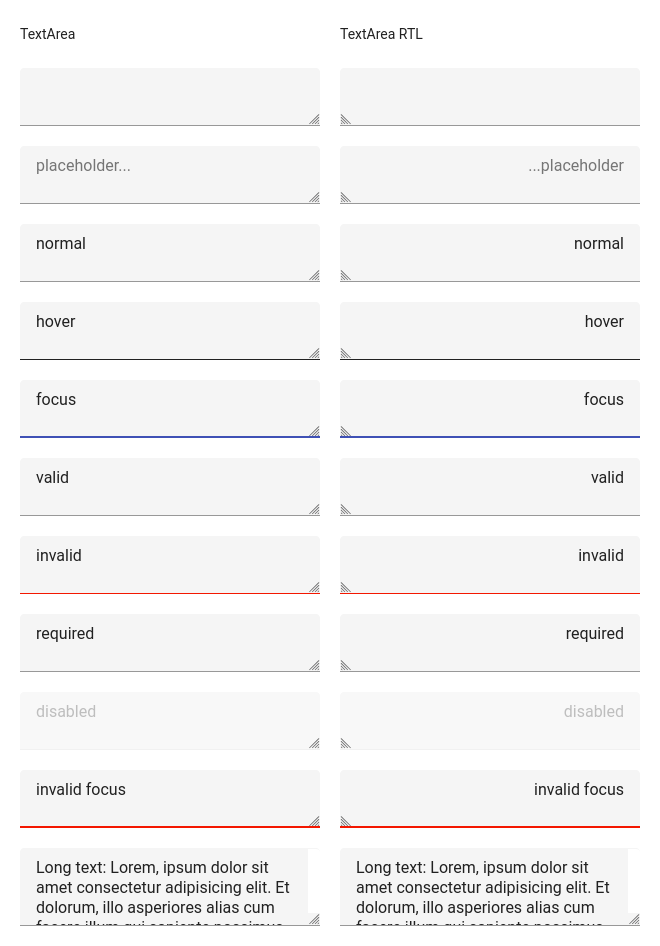 TextArea
TextArea RTL
placeholder...
...placeholder
normal
normal
hover
hover
focus
focus
valid
valid
invalid
invalid
required
required
disabled
disabled
invalid focus
invalid focus
Long text: Lorem, ipsum dolor sit
amet consectetur adipisicing elit. Et
dolorum, illo asperiores alias cum
Long text: Lorem, ipsum dolor sit
amet consectetur adipisicing elit. Et
dolorum, illo asperiores alias cum